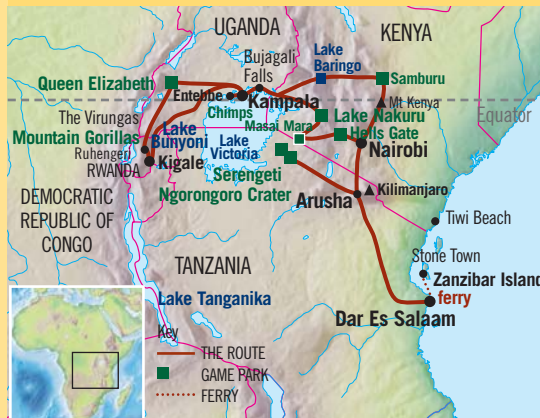 UGANDA
KENYA
Bujagali
Falls
Lake
Baringo
Queen Elizabeth
Samburu
Entebbe
Kampala
Mt Kenya
Equator
The Virungas
Chimps
Lake Nakuru
Mountain Gorillas
Lake
Bunyoni
Masai Mara
Hells Gate
Ruhengeri
Lake
Victoria
Nairobi
RWANDA
Kigale
Serengeti
Ngorongoro Crater
Kilimanjaro
DEMOCRATIC
REPUBLIC OF
CONGO
Arusha
Tiwi Beach
Stone Town
TANZANIA
Zanzibar Island
Lake Tanganika
ferry
Dar Es Salaam
Key
THE ROUTE
GAME PARK
FERRY